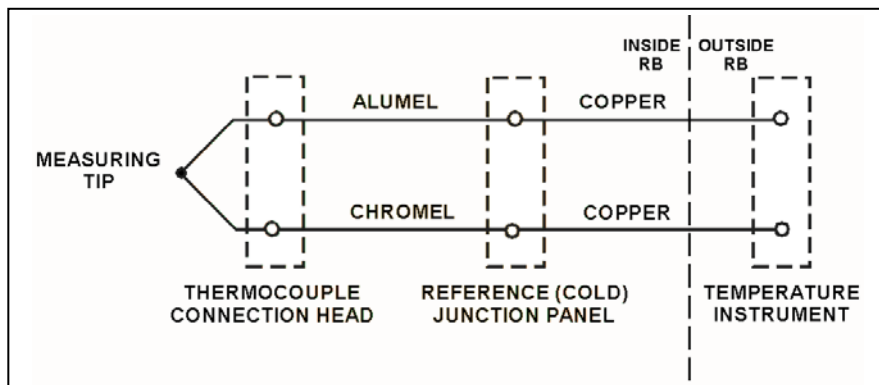 INSIDE
RB
OUTSIDE
RB
ALUMEL
COPPER
MEASURING
TIP
CHROMEL
COPPER
THERMOCOUPLE
CONNECTION HEAD
REFERENCE (COLD)
JUNCTION PANEL
TEMPERATURE
INSTRUMENT